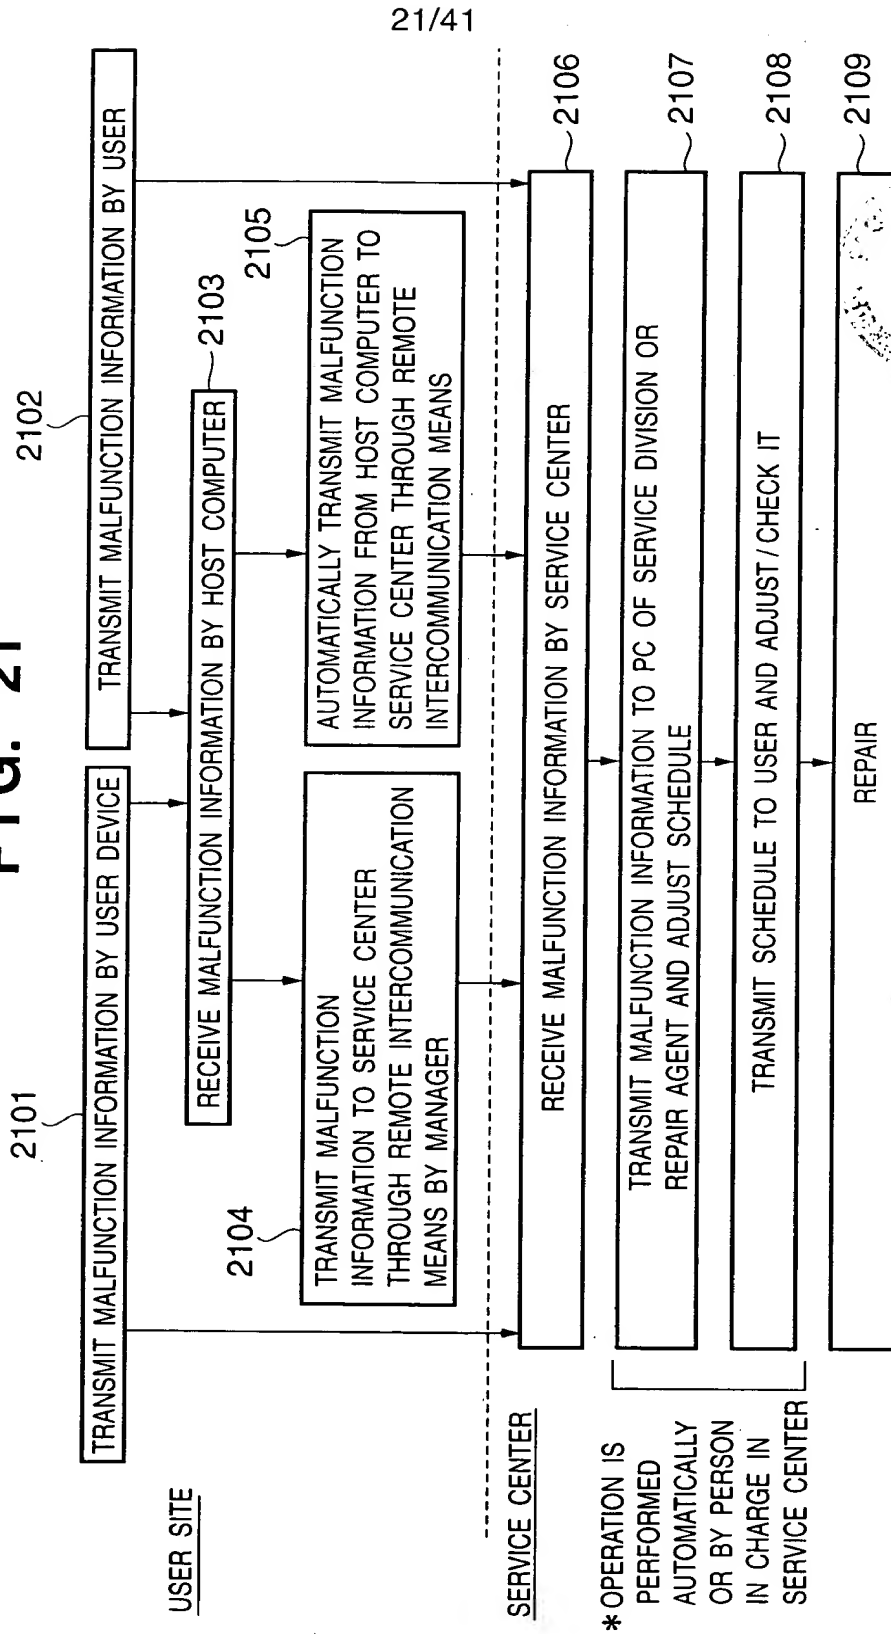 21/41
FIG. 21
2101
TRANSMIT MALFUNCTION INFORMATION BY USER DEVICE
2102
TRANSMIT MALFUNCTION INFORMATION BY USER
USER SITE
2103
RECEIVE MALFUNCTION INFORMATION BY HOST COMPUTER
2104
TRANSMIT MALFUNCTION
INFORMATION TO SERVICE CENTER
THROUGH REMOTE INTERCOMMUNICATION
MEANS BY MANAGER
2105
AUTOMATICALLY TRANSMIT MALFUNCTION
INFORMATION FROM HOST COMPUTER TO
SERVICE CENTER THROUGH REMOTE
INTERCOMMUNICATION MEANS
SERVICE CENTER
RECEIVE MALFUNCTION INFORMATION BY SERVICE CENTER
2106
*OPERATION IS
PERFORMED
AUTOMATICALLY
OR BY PERSON
IN CHARGE IN
SERVICE CENTER
TRANSMIT MALFUNCTION INFORMATION TO PC OF SERVICE DIVISION OR
REPAIR AGENT AND ADJUST SCHEDULE
2107
TRANSMIT SCHEDULE TO USER AND ADJUST/CHECK IT
2108
REPAIR
2109